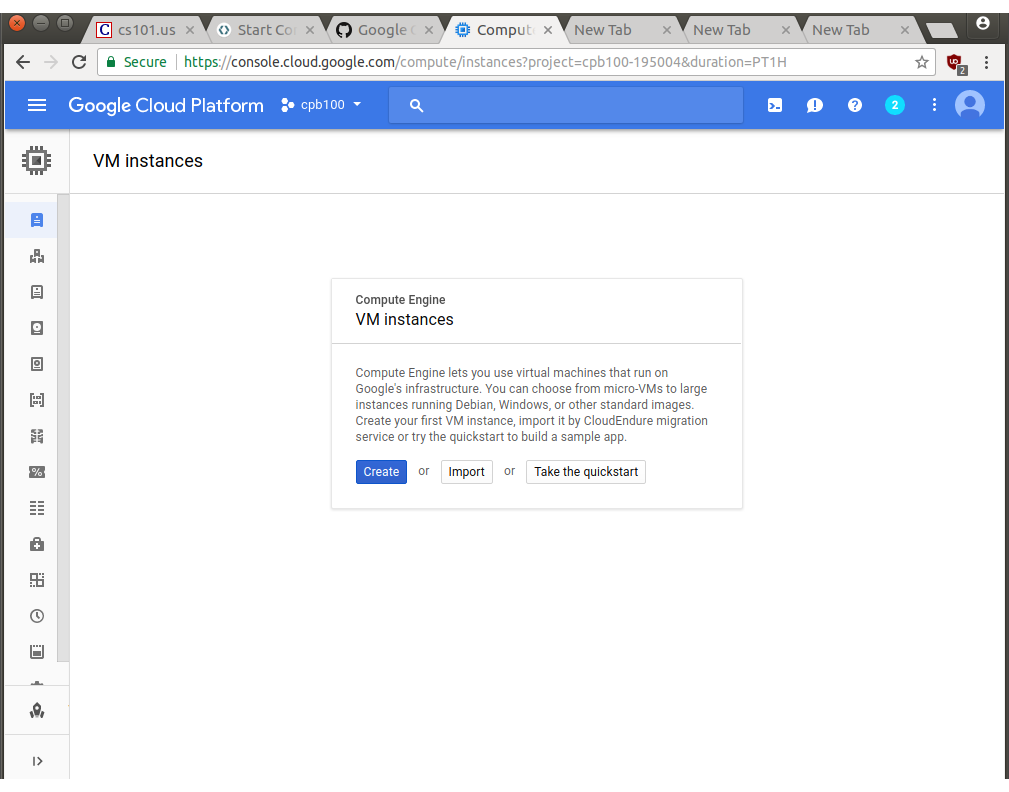 cs101.us Start Co Google C Comput New Tab New Tab New Tab
Secure https://console.cloud.google.com/compute/instances?project=cpb100-195004&duration=PT1H 2
Google Cloud Platform cpb100 2
VM instances
Compute Engine
VM instances
Compute Engine lets you use virtual machines that run on
Google's infrastructure. You can choose from micro-VMs to large
instances running Debian, Windows, or other standard images.
Create your first VM instance, import it by CloudEndure migration
service or try the quickstart to build a sample app.
Create or Import or Take the quickstart